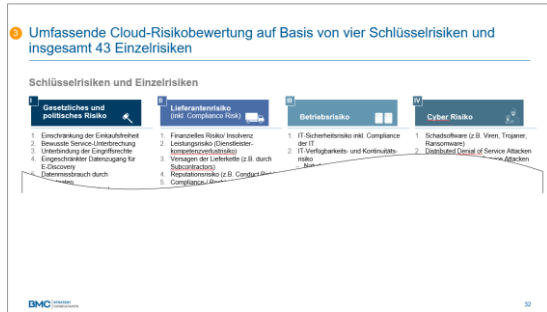 3
Umfassende Cloud-Risikobewertung auf Basis von vier Schlüsselrisiken und
insgesamt 43 Einzelrisiken
Schlüsselrisiken und Einzelrisiken
I
Gesetzliches und
politisches Risiko
1. Einschränkung der Einkaufsfreiheit
2. Bewusste Service-Unterbrechung
3. Unterbindung der Eingriffsrechte
4. Eingeschränkter Datenzugang für
E-Discovery
5. Datenmissbrauch durch
II
Lieferantenrisiko
(inkl. Compliance Risk)
1. Finanzielles Risiko/ Insolvenz
2. Leistungsrisiko (Dienstleister-
kompetenzverlustrisiko)
3. Versagen der Lieferkette (z.B. durch
Subcontractors)
4. Reputationsrisiko (z.B. Conduct
5. Compliance-/
III
Betriebsrisiko
1. IT-Sicherheitsrisiko inkl. Compliance
der IT
2. IT-Verfügbarkeits- und Kontinuitäts-
risiko
IV
Cyber Risiko
1. Schadsoftware (z.B. Viren, Trojaner,
Ransomware)
2. Distributed Denial of Service Attacken
Attacken
BMC STRATEGY
CONSULTANTS
32